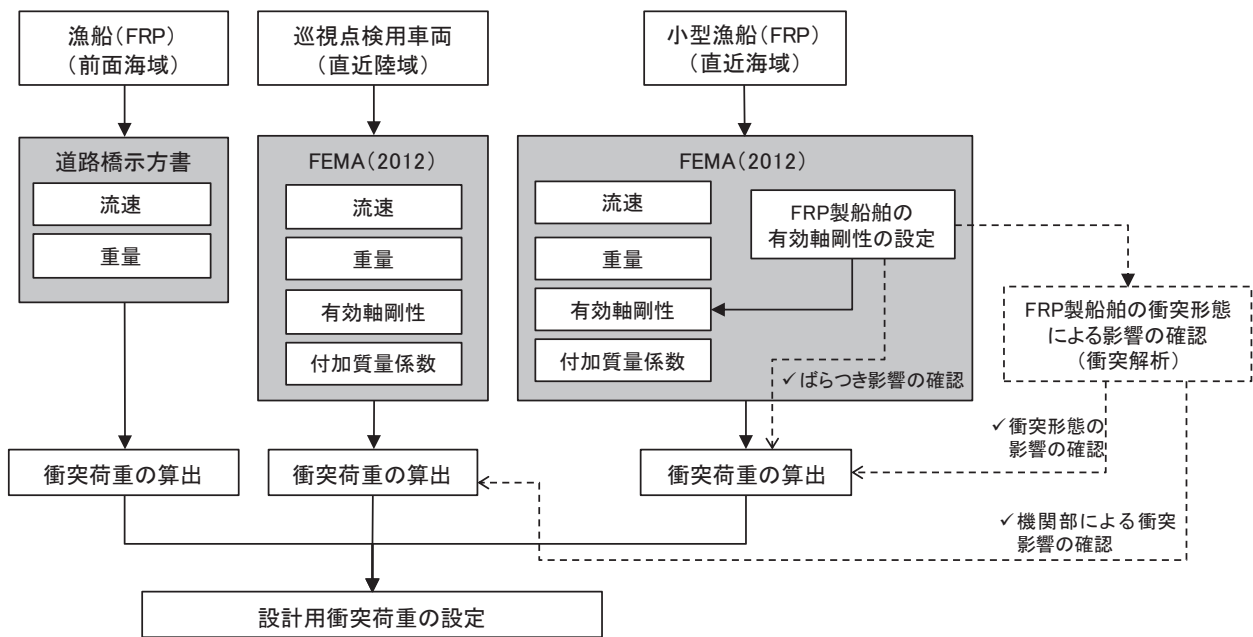 漁船(FRP)
(前面海域)
巡視点検用車両
(直近陸域)
小型漁船(FRP)
(直近海域)
道路橋示方書
流速
重量
FEMA(2012)
流速
重量
有効軸剛性
付加質量係数
FEMA(2012)
流速
重量
有効軸剛性
付加質量係数
FRP製船舶の
有効軸剛性の設定
✓ばらつき影響の確認
FRP製船舶の衝突形態
による影響の確認
(衝突解析)
✓衝突形態の
影響の確認
✓機関部による衝突
影響の確認
衝突荷重の算出
衝突荷重の算出
衝突荷重の算出
設計用衝突荷重の設定